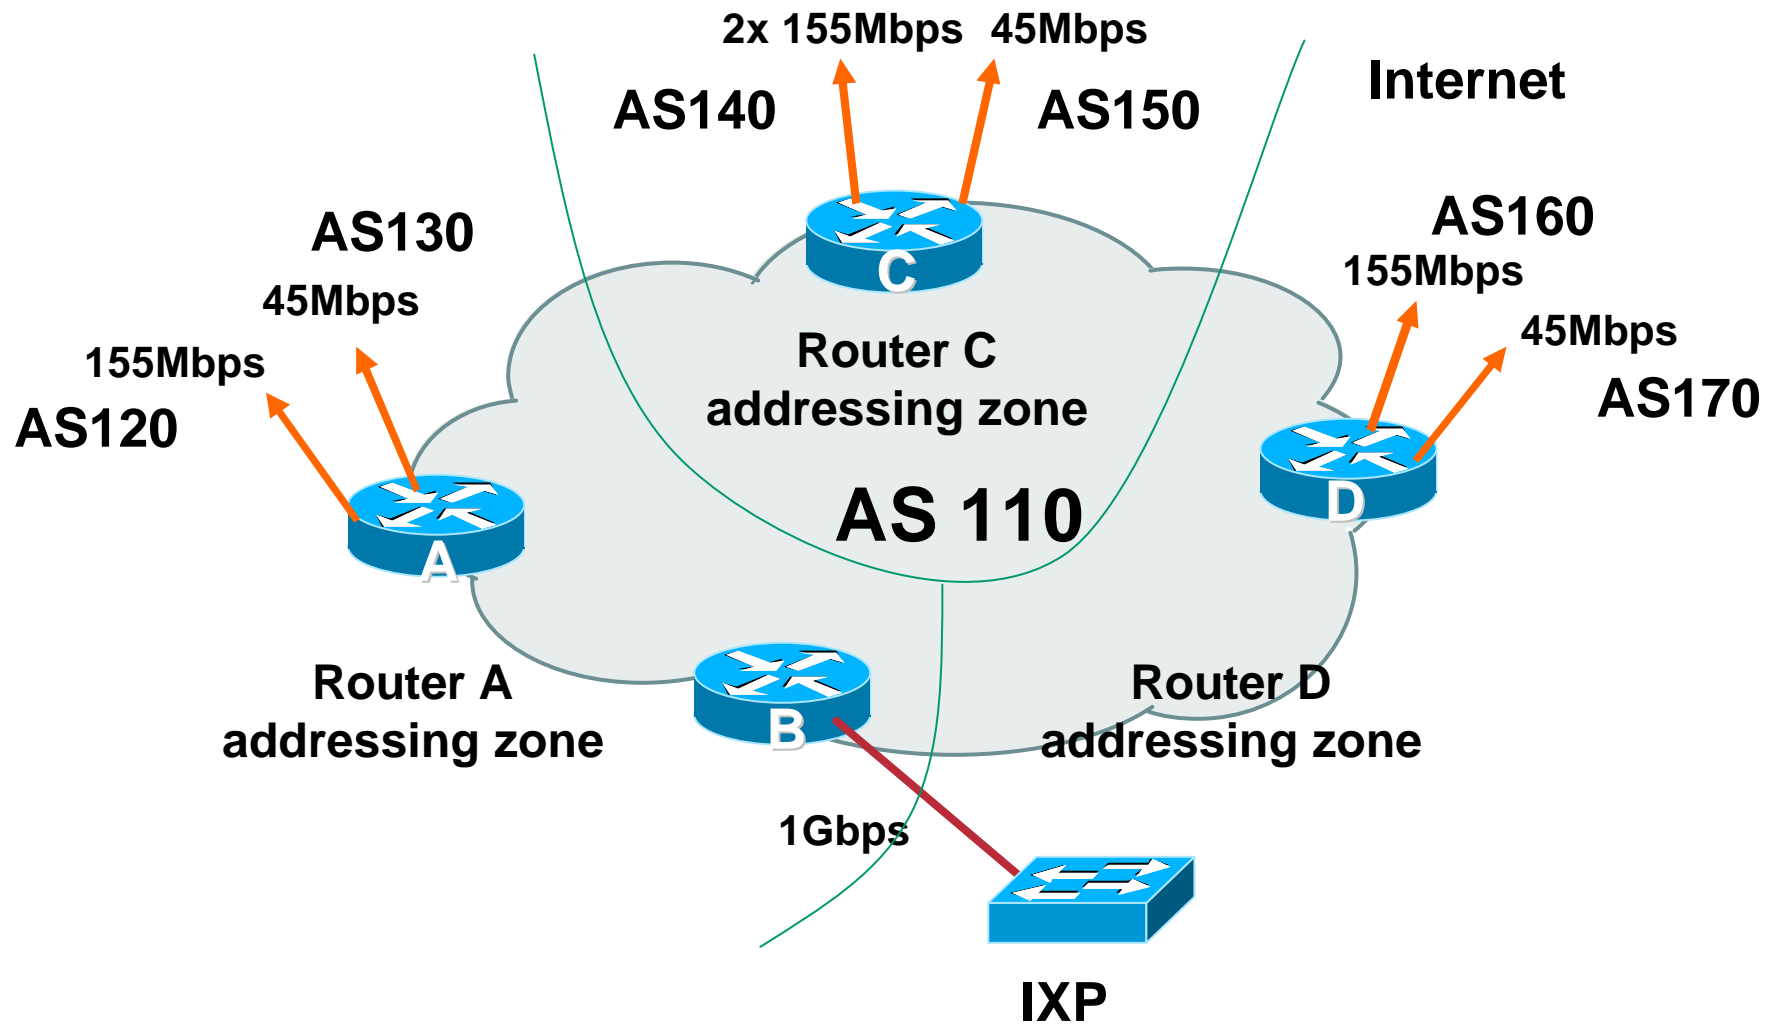 2x 155Mbps 45Mbps
Internet
AS140
AS150
AS130
AS160
45Mbps
155Mbps
155Mbps
45Mbps
AS120
AS170
C
Router C
addressing zone
AS 110
D
A
Router A
addressing zone
B
Router D
addressing zone
1Gbps
IXP